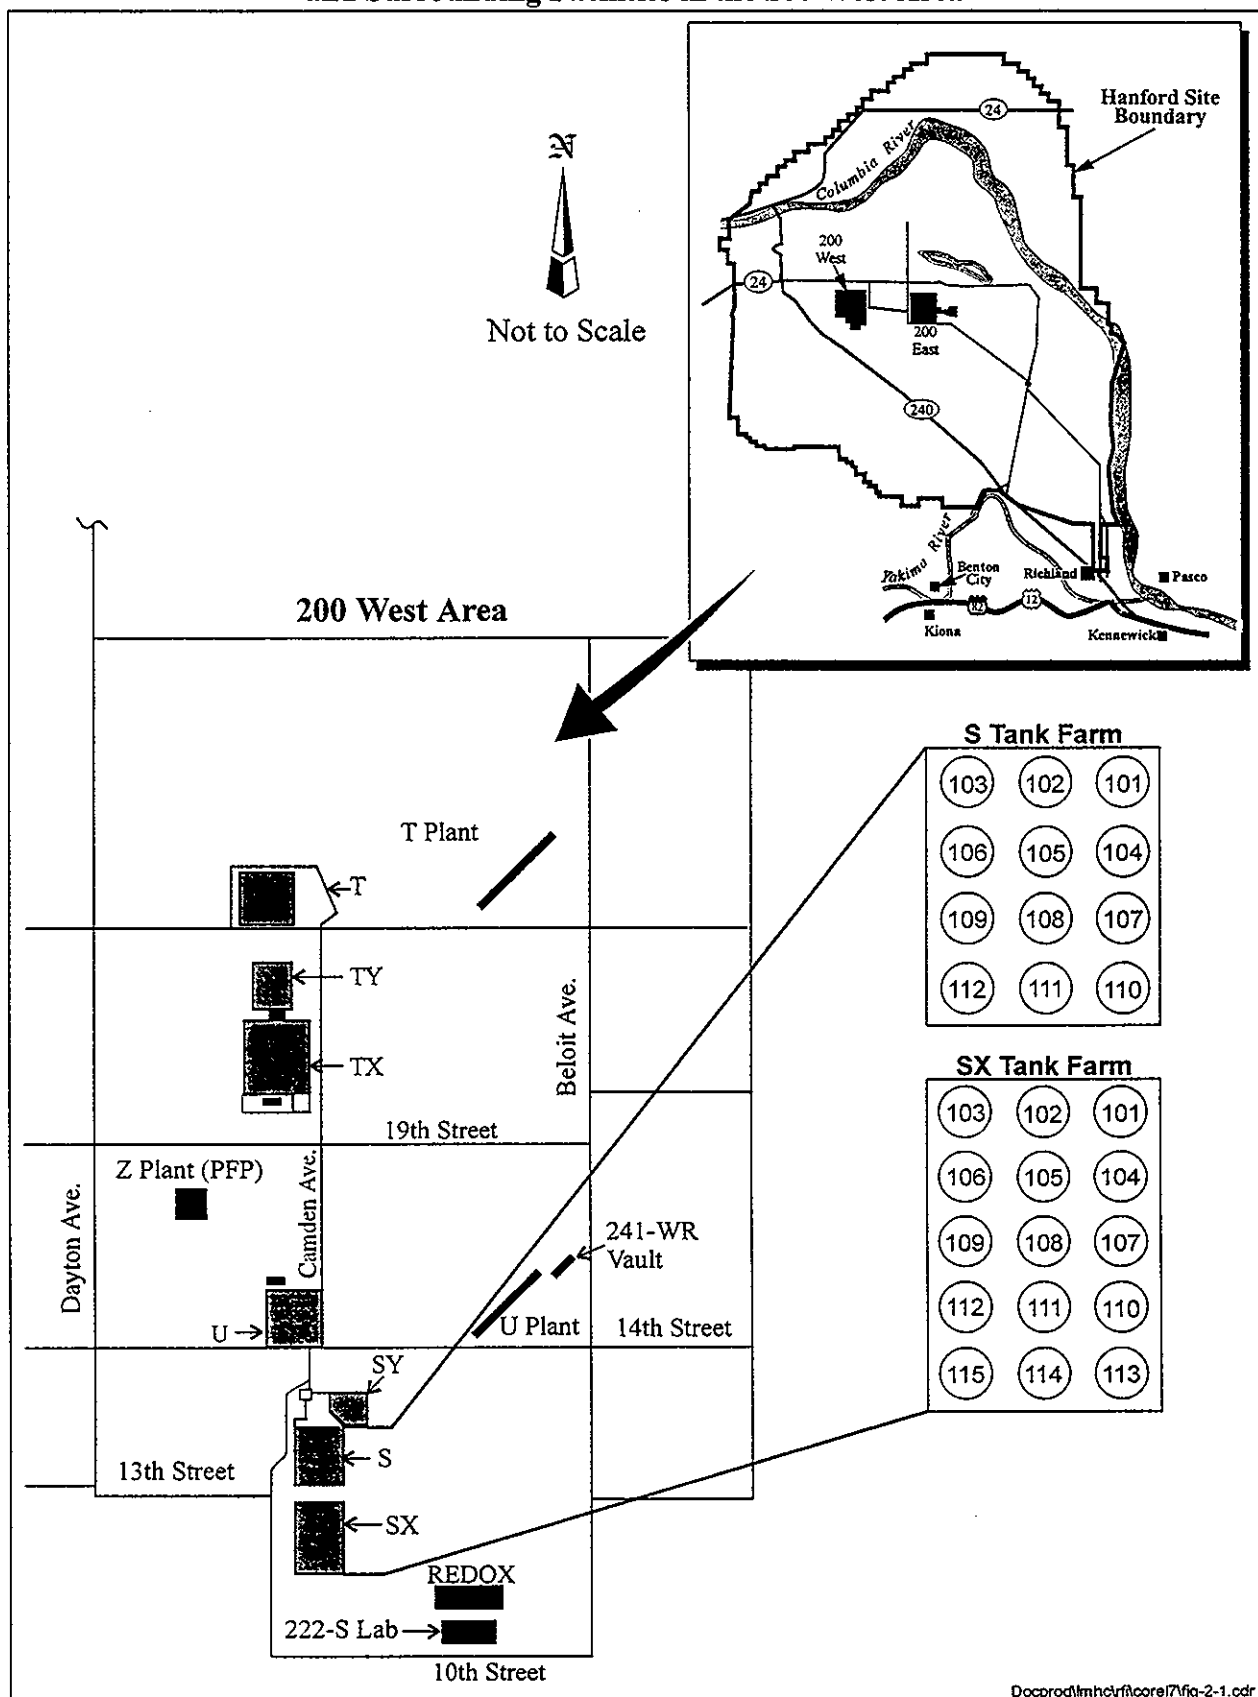 N
Not to Scale
Hanford Site
Boundary
24
Columbia River
200
West
24
200
East
240
Yakima River
Benton
City
Richland
Pasco
82
12
Kiona
Kennewick
200 West Area
T Plant
T
TY
TX
Beloit Ave.
19th Street
Z Plant (PFP)
Camden Ave.
Dayton Ave.
241-WR
Vault
U
U Plant
14th Street
SY
S
13th Street
SX
REDOX
222-S Lab
10th Street
S Tank Farm
103 102 101
106 105 104
109 108 107
112 111 110
SX Tank Farm
103 102 101
106 105 104
109 108 107
112 111 110
115 114 113